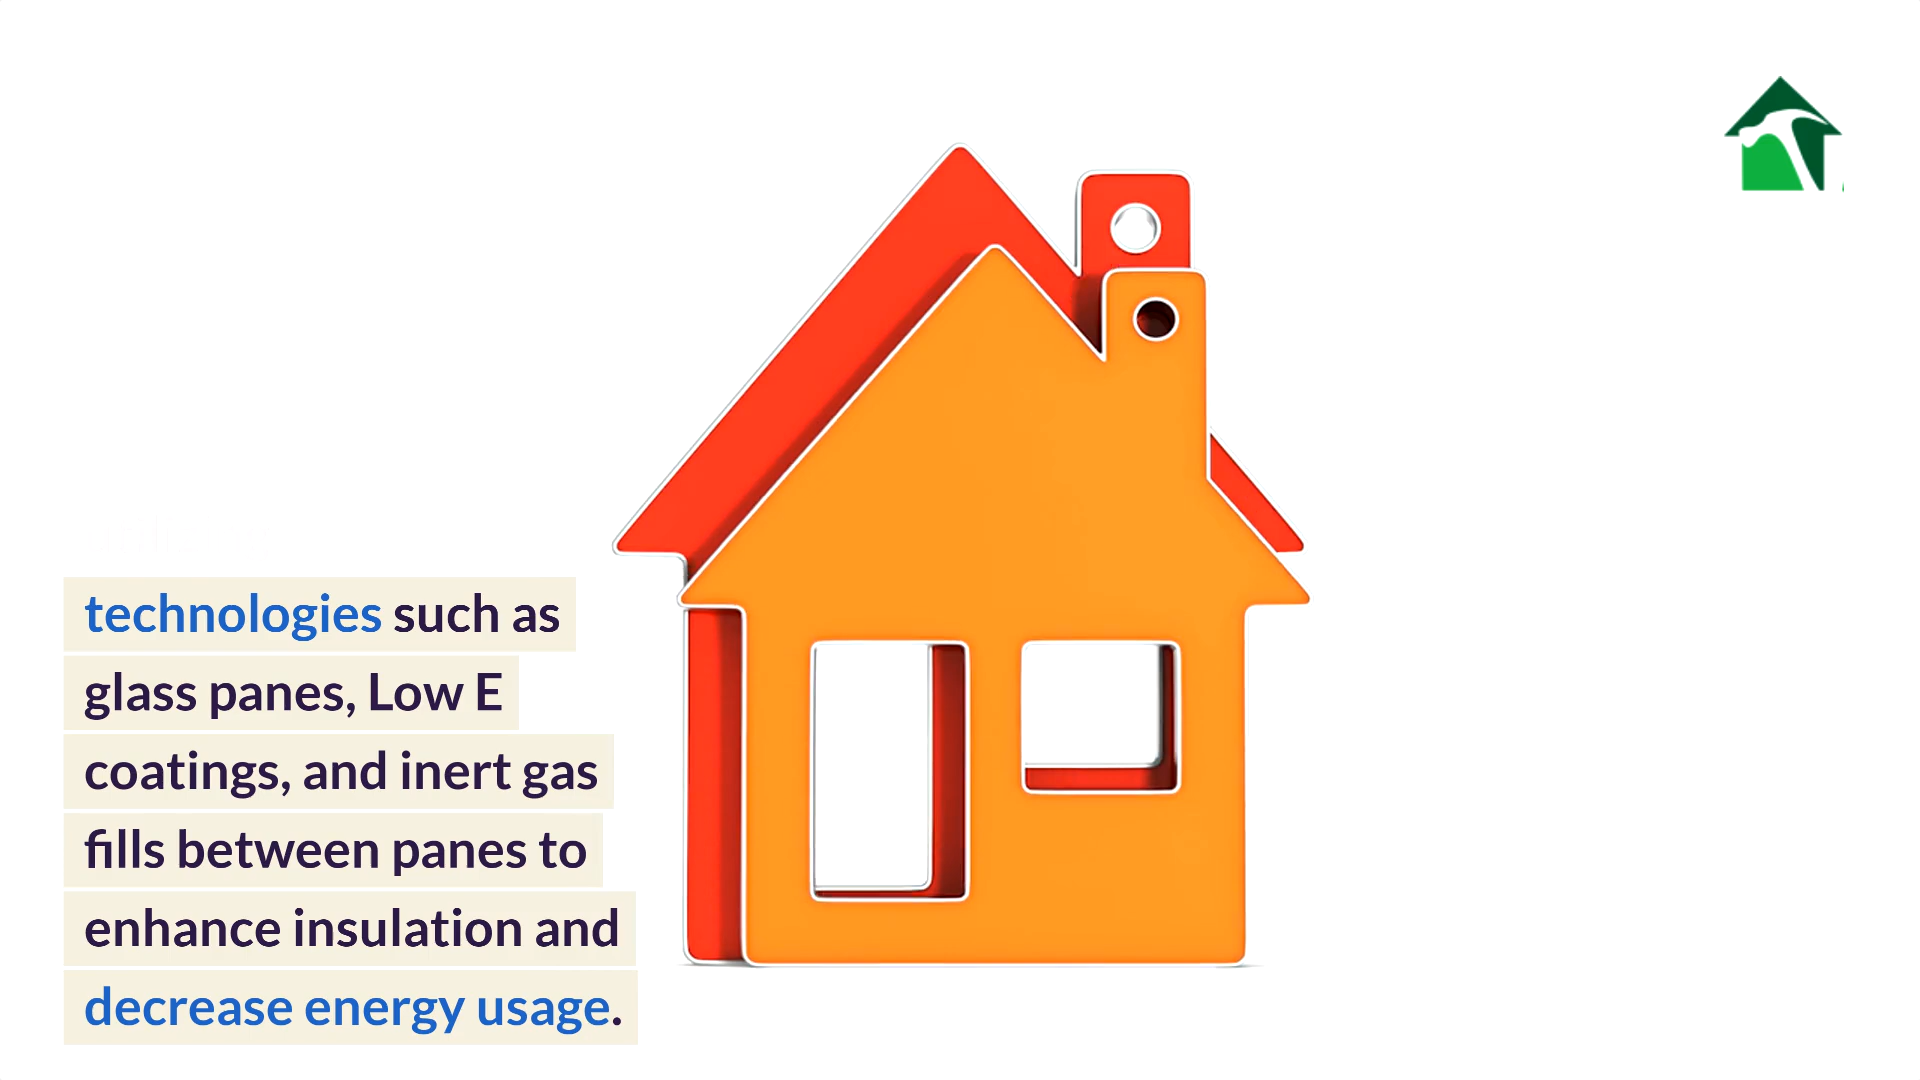 technologies such as
glass panes, Low E
coatings, and inert gas
fills between panes to
enhance insulation and
decrease energy usage.